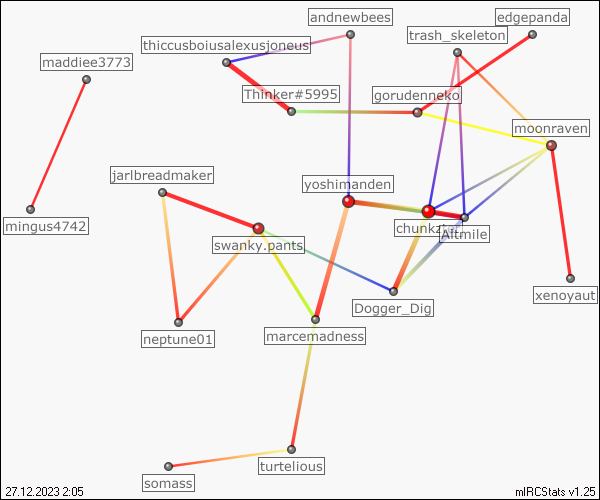 andnewbees
edgepanda
thiccusboiusalexusjoneus
trash_skeleton
maddiee3773
Thinker#5995
gorudenneko
moonraven
jarlbreadmaker
yoshimanden
mingus4742
swanky.pants
Altmile
xenoyaut
Dogger_Dig
neptune01
marcemadness
turtelious
somass
27.12.2023 2:05
mIRCStats v1.25